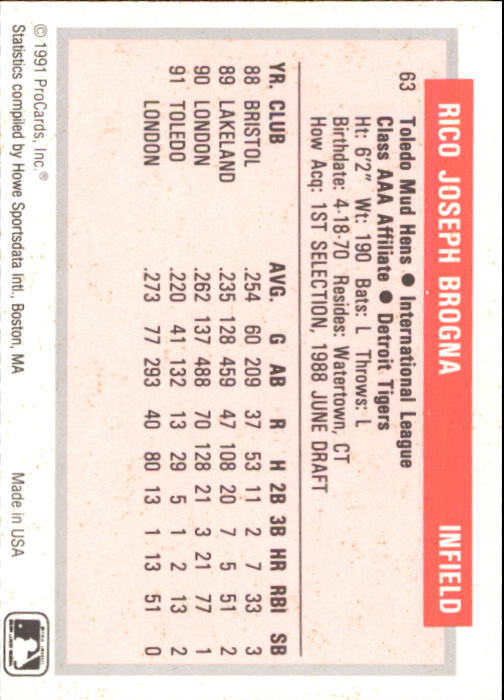 RICO JOSEPH BROGNA INFIELD
63 Toledo Mud Hens ● International League
Class AAA Affiliate ● Detroit Tigers
Ht: 6'2" Wt: 190 Bats: L Throws: L
Birthdate: 4-18-70 Resides: Watertown, CT
How Acq: 1ST SELECTION, 1988 JUNE DRAFT
YR. CLUB AVG. G AB R H 2B 3B HR RBI SB
88 BRISTOL .254 60 209 37 53 11 2 7 33 3
89 LAKELAND .235 128 459 47 108 20 7 5 51 2
90 LONDON .262 137 488 70 128 21 3 21 77 1
91 TOLEDO .220 41 132 13 29 5 1 2 13 2
LONDON .273 77 293 40 80 13 1 13 51 0
© 1991 ProCards, Inc.® Made in USA
Statistics compiled by Howe Sportsdata Intl., Boston, MA